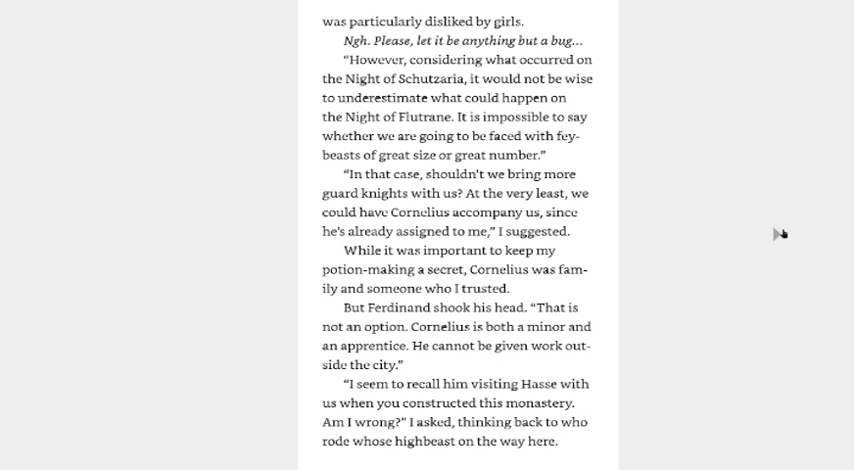 was particularly disliked by girls.
Ngh. Please, let it be anything but a bug...
“However, considering what occurred on
the Night of Schutzaria, it would not be wise
to underestimate what could happen on
the Night of Flutrane. It is impossible to say
whether we are going to be faced with fey-
beasts of great size or great number.”
“In that case, shouldn't we bring more
guard knights with us? At the very least, we
could have Cornelius accompany us, since
he's already assigned to me,” I suggested.
While it was important to keep my
potion-making a secret, Cornelius was fam-
ily and someone who I trusted.
But Ferdinand shook his head. “That is
not an option. Cornelius is both a minor and
an apprentice. He cannot be given work out-
side the city.”
“I seem to recall him visiting Hasse with
us when you constructed this monastery.
Am I wrong?” I asked, thinking back to who
rode whose highbeast on the way here.